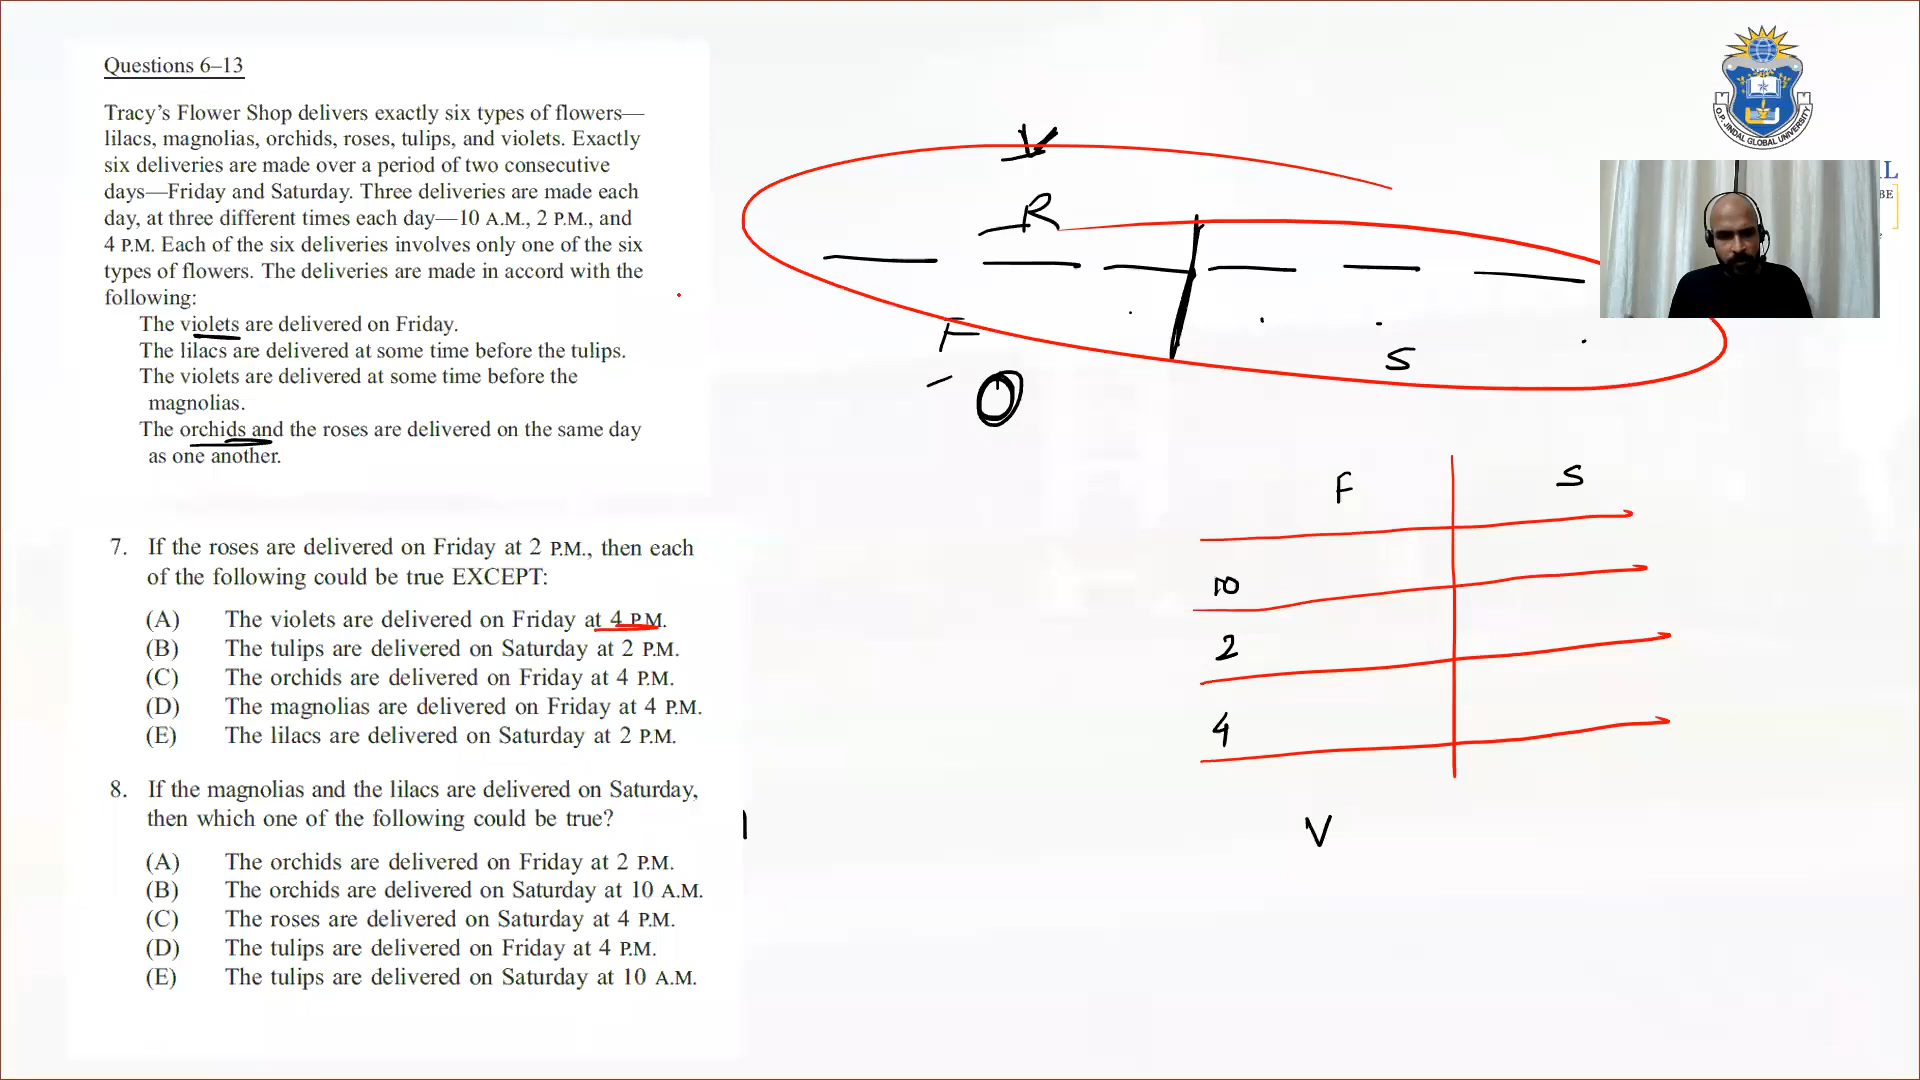 Questions 6–13
Tracy’s Flower Shop delivers exactly six types of flowers—
lilacs, magnolias, orchids, roses, tulips, and violets. Exactly
six deliveries are made over a period of two consecutive
days—Friday and Saturday. Three deliveries are made each
day, at three different times each day—10 A.M., 2 P.M., and
4 P.M. Each of the six deliveries involves only one of the six
types of flowers. The deliveries are made in accord with the
following:
The violets are delivered on Friday.
The lilacs are delivered at some time before the tulips.
The violets are delivered at some time before the
magnolias.
The orchids and the roses are delivered on the same day
as one another.
7. If the roses are delivered on Friday at 2 P.M., then each
of the following could be true EXCEPT:
(A) The violets are delivered on Friday at 4 P.M.
(B) The tulips are delivered on Saturday at 2 P.M.
(C) The orchids are delivered on Friday at 4 P.M.
(D) The magnolias are delivered on Friday at 4 P.M.
(E) The lilacs are delivered on Saturday at 2 P.M.
8. If the magnolias and the lilacs are delivered on Saturday,
then which one of the following could be true?
(A) The orchids are delivered on Friday at 2 P.M.
(B) The orchids are delivered on Saturday at 10 A.M.
(C) The roses are delivered on Saturday at 4 P.M.
(D) The tulips are delivered on Friday at 4 P.M.
(E) The tulips are delivered on Saturday at 10 A.M.
V
R
F
S
O
F S
10
2
4
V
O.P. JINDAL GLOBAL UNIVERSITY
L
BE